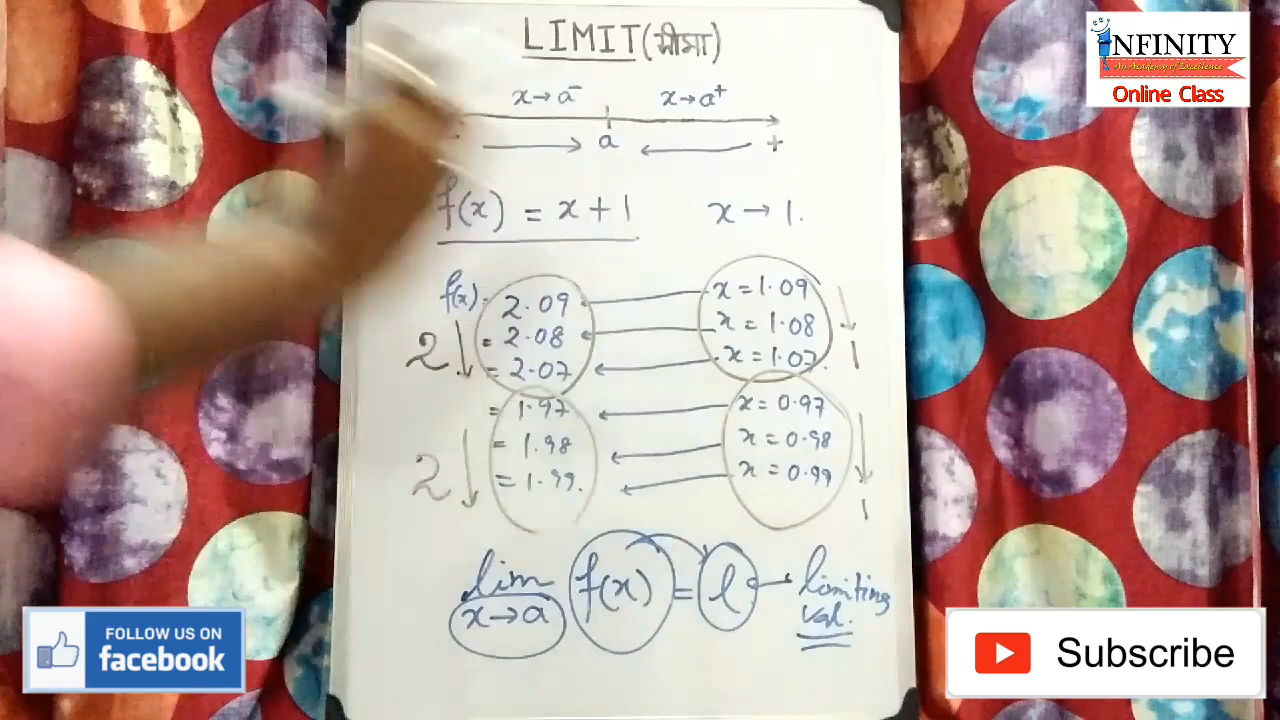 LIMIT (সীমা)
x→a⁻ x→a⁺
a +
f(x) = x + 1 x → 1.
f(x) = 2.09 x = 1.09
= 2.08 x = 1.08
2 = 2.07 x = 1.07. 1
= 1.97 x = 0.97
= 1.98 x = 0.98
2 = 1.99. x = 0.99 1
lim f(x) = l → limiting
x→a val.
INFINITY
An Academy of Excellence
Online Class
FOLLOW US ON
facebook
Subscribe